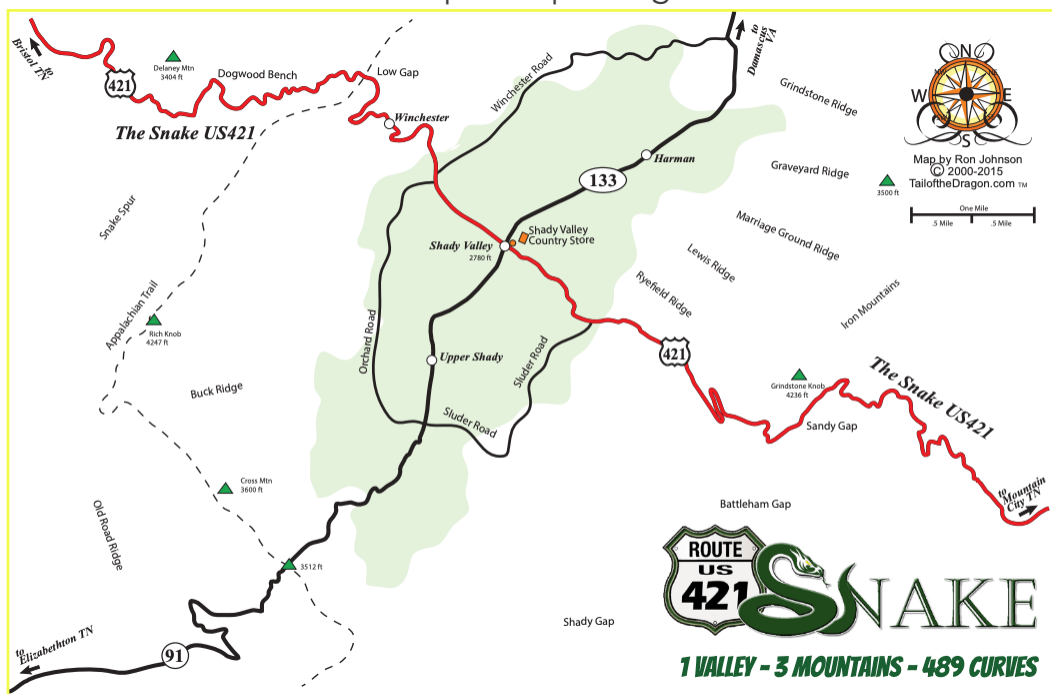 to
Bristol TN
421
Delaney Mtn
3404 ft
Dogwood Bench
Low Gap
The Snake US421
Winchester
Winchester Road
to
Damascus
VA
Grindstone Ridge
N
W
E
S
Map by Ron Johnson
© 2000-2015
TailoftheDragon.com TM
One Mile
.5 Mile
.5 Mile
Harman
133
Graveyard Ridge
3500 ft
Snake Spur
Marriage Ground Ridge
Shady Valley
2780 ft
Shady Valley
Country Store
Lewis Ridge
Ryefield Ridge
Iron Mountains
Appalachian Trail
Rich Knob
4247 ft
Orchard Road
Upper Shady
Sluder Road
421
The Snake US421
Grindstone Knob
4236 ft
Buck Ridge
Sluder Road
Sandy Gap
Cross Mtn
3600 ft
to
Mountain
City TN
Old Road Ridge
Battleham Gap
3512 ft
ROUTE
US
421
SNAKE
Shady Gap
to
Elizabethton TN
91
1 VALLEY - 3 MOUNTAINS - 489 CURVES